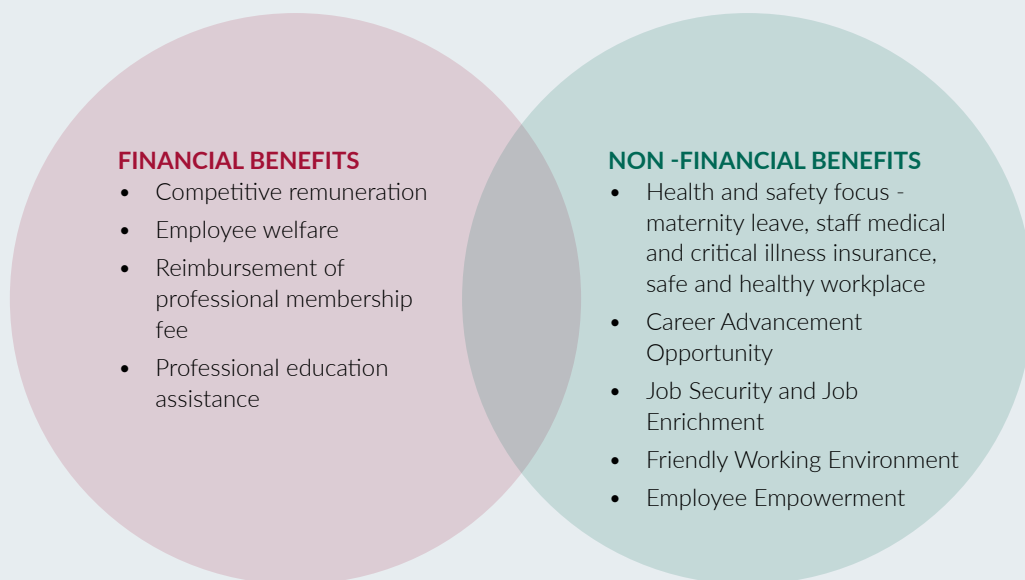 FINANCIAL BENEFITS
• Competitive remuneration
• Employee welfare
• Reimbursement of
professional membership
fee
• Professional education
assistance
NON -FINANCIAL BENEFITS
• Health and safety focus -
maternity leave, staff medical
and critical illness insurance,
safe and healthy workplace
• Career Advancement
Opportunity
• Job Security and Job
Enrichment
• Friendly Working Environment
• Employee Empowerment